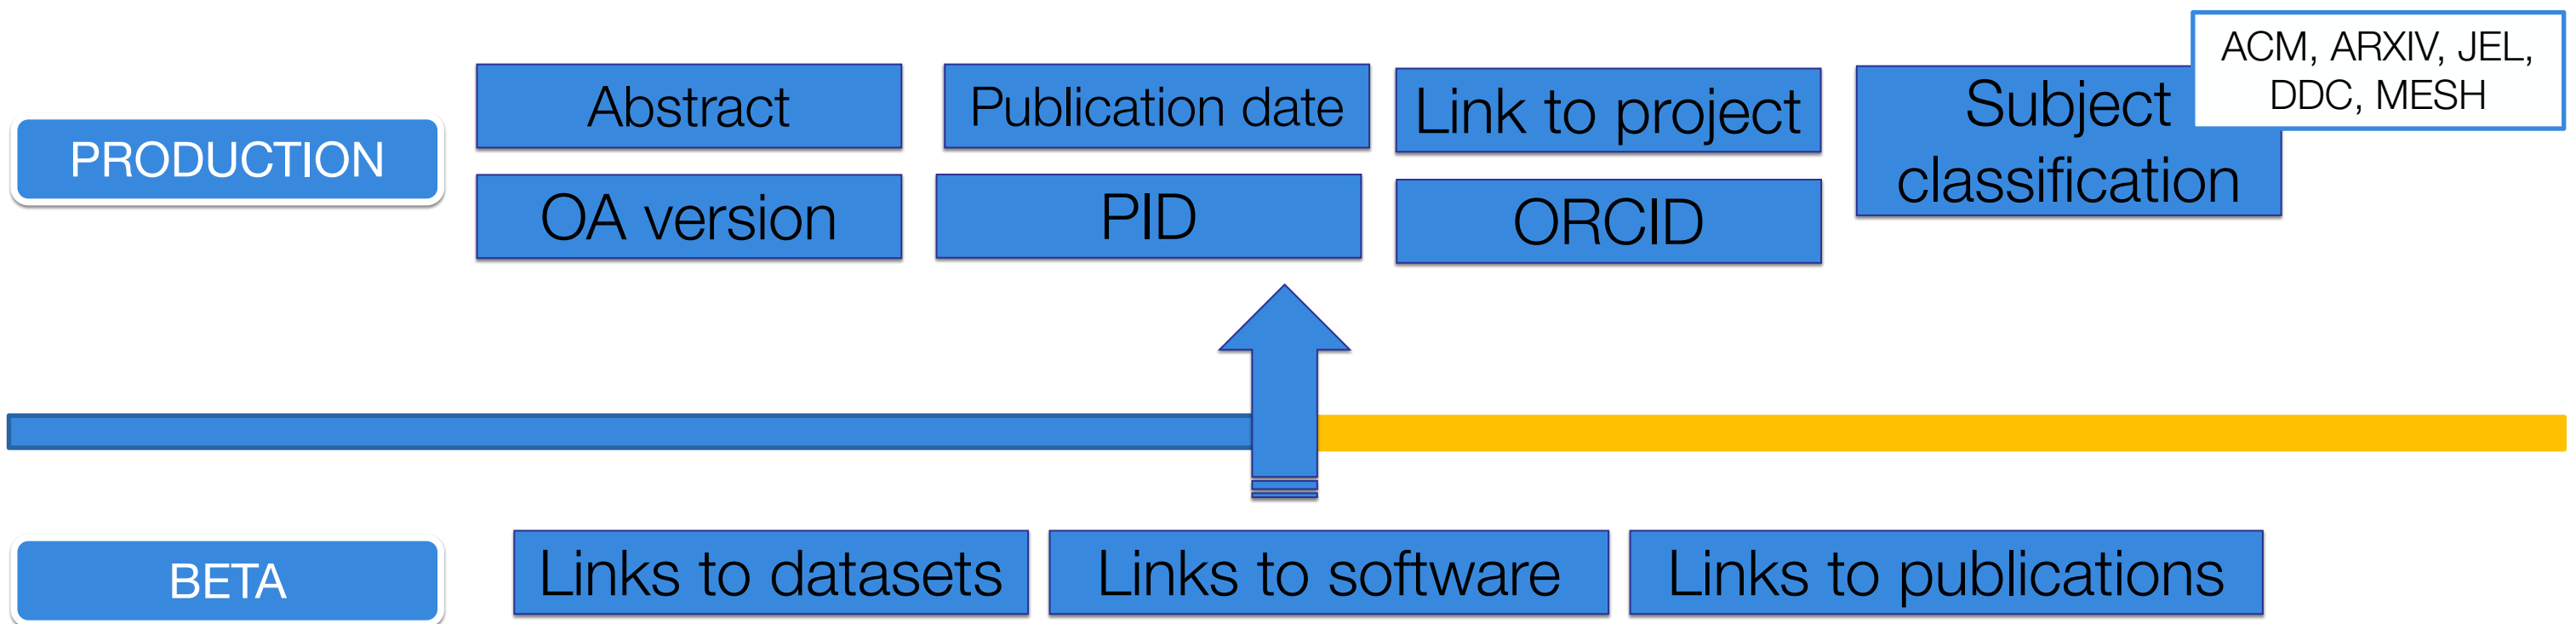 PRODUCTION
Abstract
Publication date
Link to project
Subject
classification
ACM, ARXIV, JEL,
DDC, MESH
OA version
PID
ORCID
BETA
Links to datasets
Links to software
Links to publications